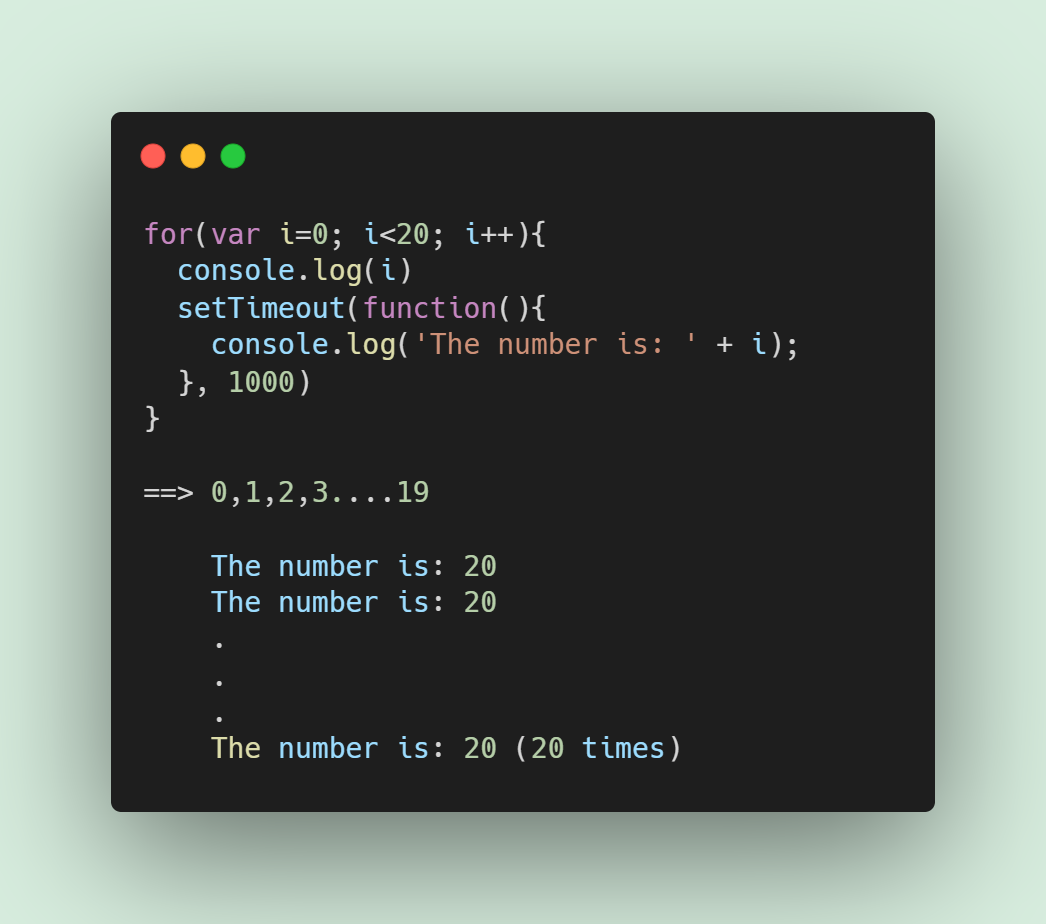 for(var i=0; i<20; i++){
  console.log(i)
  setTimeout(function(){
    console.log('The number is: ' + i);
  }, 1000)
}
==> 0,1,2,3....19
    The number is: 20
    The number is: 20
    .
    .
    .
    The number is: 20 (20 times)